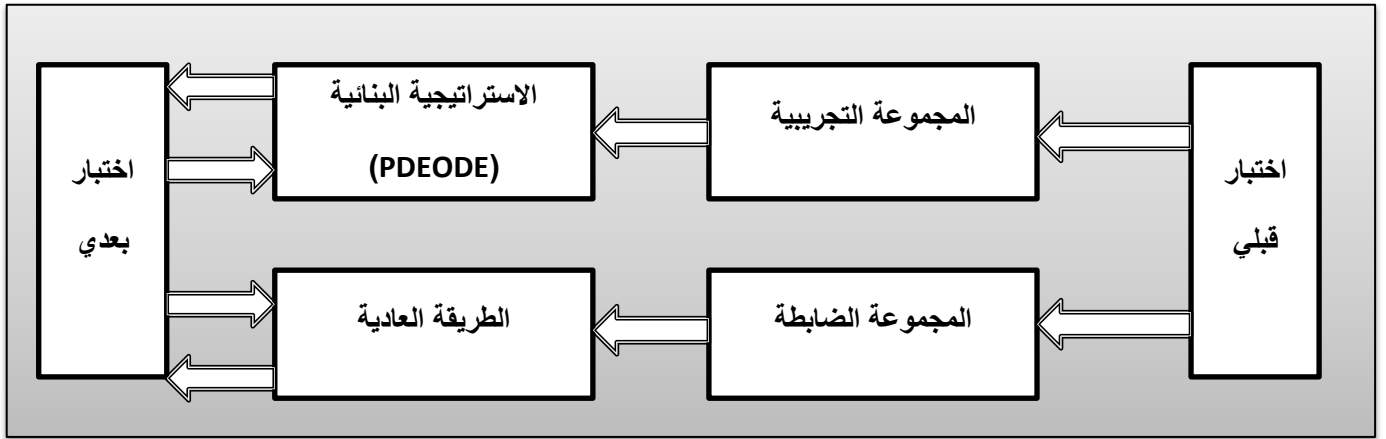 اختبار
قبلي
المجموعة التجريبية
الاستراتيجية البنائية
(PDEODE)
المجموعة الضابطة
الطريقة العادية
اختبار
بعدي